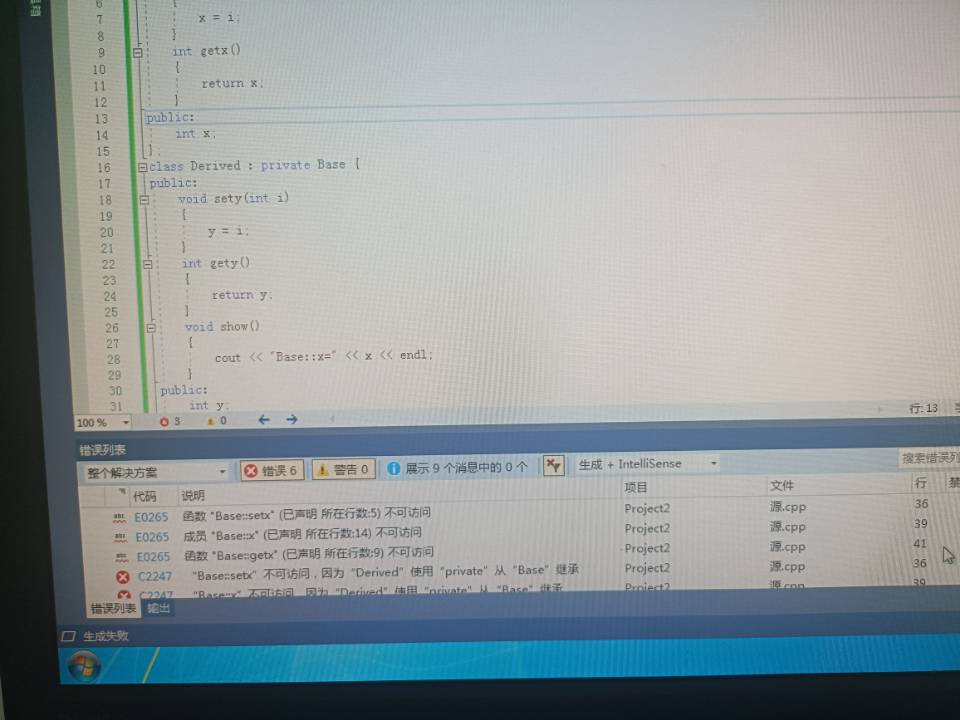 6 {
7 x = i;
8 }
9 int getx()
10 {
11 return x;
12 }
13 public:
14 int x;
15 };
16 class Derived : private Base {
17 public:
18 void sety(int i)
19 {
20 y = i;
21 }
22 int gety()
23 {
24 return y;
25 }
26 void show()
27 {
28 cout << "Base::x=" << x << endl;
29 }
30 public:
31 int y;
100 % 3 0 行: 13
错误列表
整个解决方案 错误 6 警告 0 展示 9 个消息中的 0 个 生成 + IntelliSense 搜索错误列
代码 说明 项目 文件 行 禁
abc E0265 函数 "Base::setx" (已声明 所在行数:5) 不可访问 Project2 源.cpp 36
abc E0265 成员 "Base::x" (已声明 所在行数:14) 不可访问 Project2 源.cpp 39
abc E0265 函数 "Base::getx" (已声明 所在行数:9) 不可访问 Project2 源.cpp 41
C2247 "Base::setx" 不可访问，因为 "Derived" 使用 "private" 从 "Base" 继承 Project2 源.cpp 36
C2247 "Base::x" 不可访问，因为 "Derived" 使用 "private" 从 "Base" 继承 Project2 源.cpp 39
错误列表 输出
生成失败